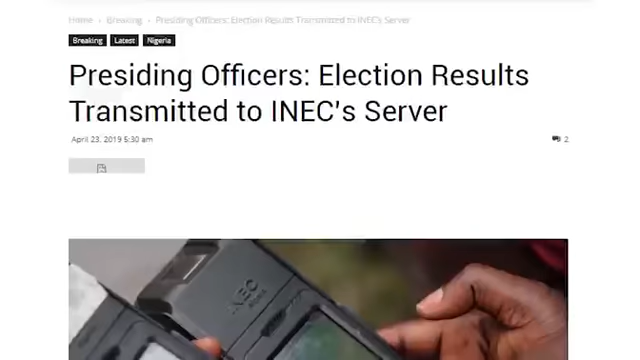 Home › Breaking › Presiding Officers: Election Results Transmitted to INEC's Server
Breaking Latest Nigeria
Presiding Officers: Election Results
Transmitted to INEC's Server
April 23, 2019 5:30 am 2
INEC